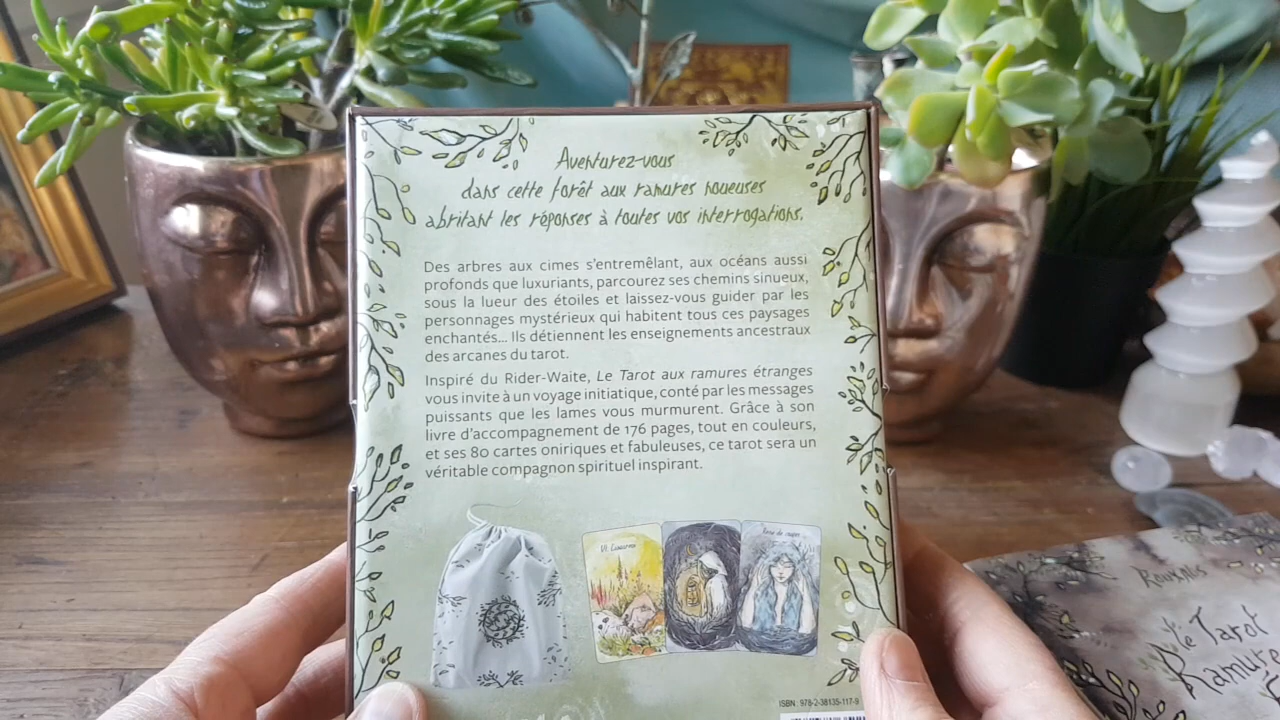 Aventurez-vous
dans cette forêt aux ramures noueuses
abritant les réponses à toutes vos interrogations.
Des arbres aux cimes s'entremêlant, aux océans aussi
profonds que luxuriants, parcourez ses chemins sinueux,
sous la lueur des étoiles et laissez-vous guider par les
personnages mystérieux qui habitent tous ces paysages
enchantés... Ils détiennent les enseignements ancestraux
des arcanes du tarot.
Inspiré du Rider-Waite, Le Tarot aux ramures étranges
vous invite à un voyage initiatique, conté par les messages
puissants que les lames vous murmurent. Grâce à son
livre d'accompagnement de 176 pages, tout en couleurs,
et ses 80 cartes oniriques et fabuleuses, ce tarot sera un
véritable compagnon spirituel inspirant.
Reine de coupes
ISBN : 978-2-38135-117-9
Le Tarot
Ramures